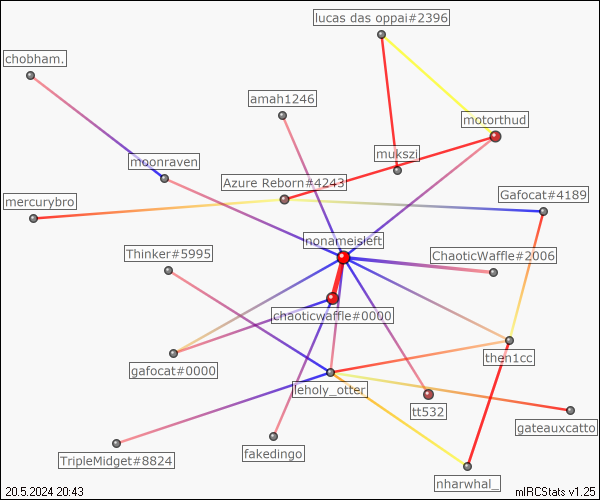 lucas das oppai#2396
chobham.
amah1246
motorthud
mukszi
moonraven
Azure Reborn#4243
Gafocat#4189
mercurybro
nonameisleft
Thinker#5995
ChaoticWaffle#2006
chaoticwaffle#0000
then1cc
gafocat#0000
leholy_otter
tt532
gateauxcatto
fakedingo
TripleMidget#8824
nharwhal_
20.5.2024 20:43
mIRCStats v1.25